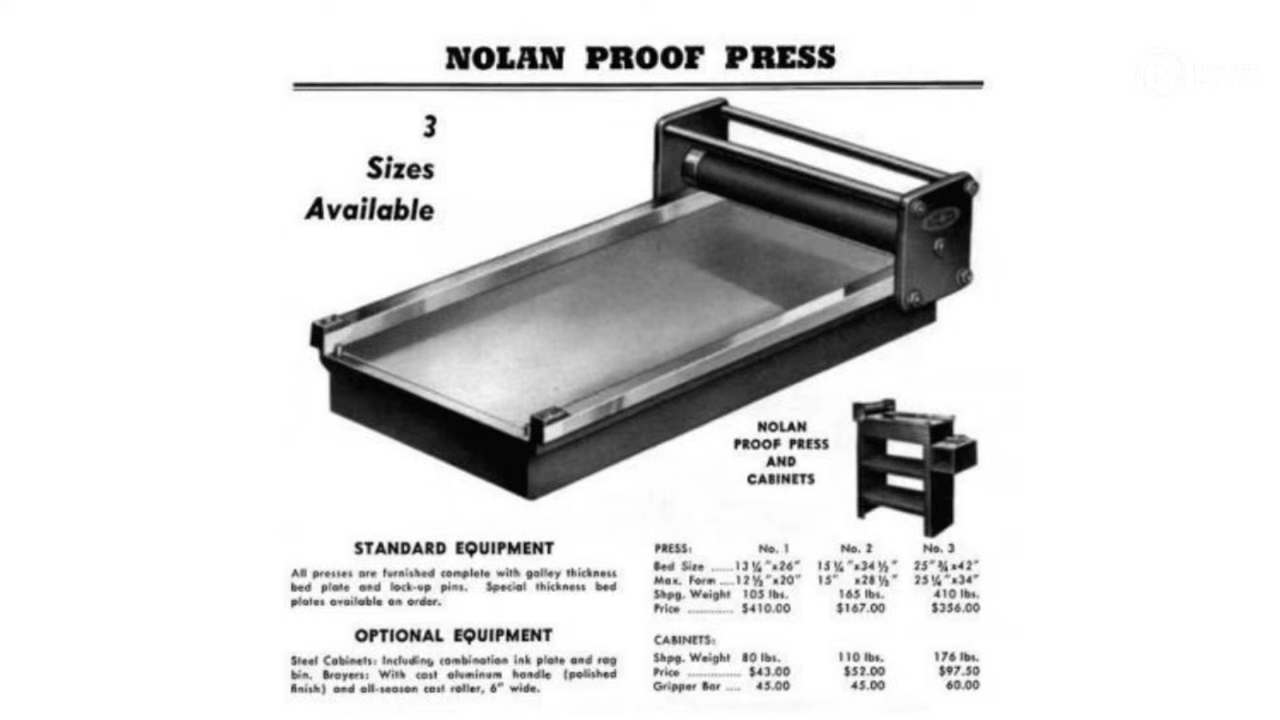 NOLAN PROOF PRESS
3
Sizes
Available
NOLAN
PROOF PRESS
AND
CABINETS
STANDARD EQUIPMENT
All presses are furnished complete with galley thickness
bed plate and lock-up pins. Special thickness bed
plates available on order.
OPTIONAL EQUIPMENT
Steel Cabinets: Including combination ink plate and rag
bin. Brayers: With cast aluminum handle (polished
finish) and all-season cast roller, 6" wide.
PRESS: No. 1 No. 2 No. 3
Bed Size ...... 13¼"x26" 15¼"x34½" 25"¾x42"
Max. Form .... 12½"x20" 15" x28½" 25¼"x34"
Shpg. Weight 105 lbs. 165 lbs. 410 lbs.
Price ............ $410.00 $167.00 $356.00
CABINETS:
Shpg. Weight 80 lbs. 110 lbs. 176 lbs.
Price ............ $43.00 $52.00 $97.50
Gripper Bar .... 45.00 45.00 60.00